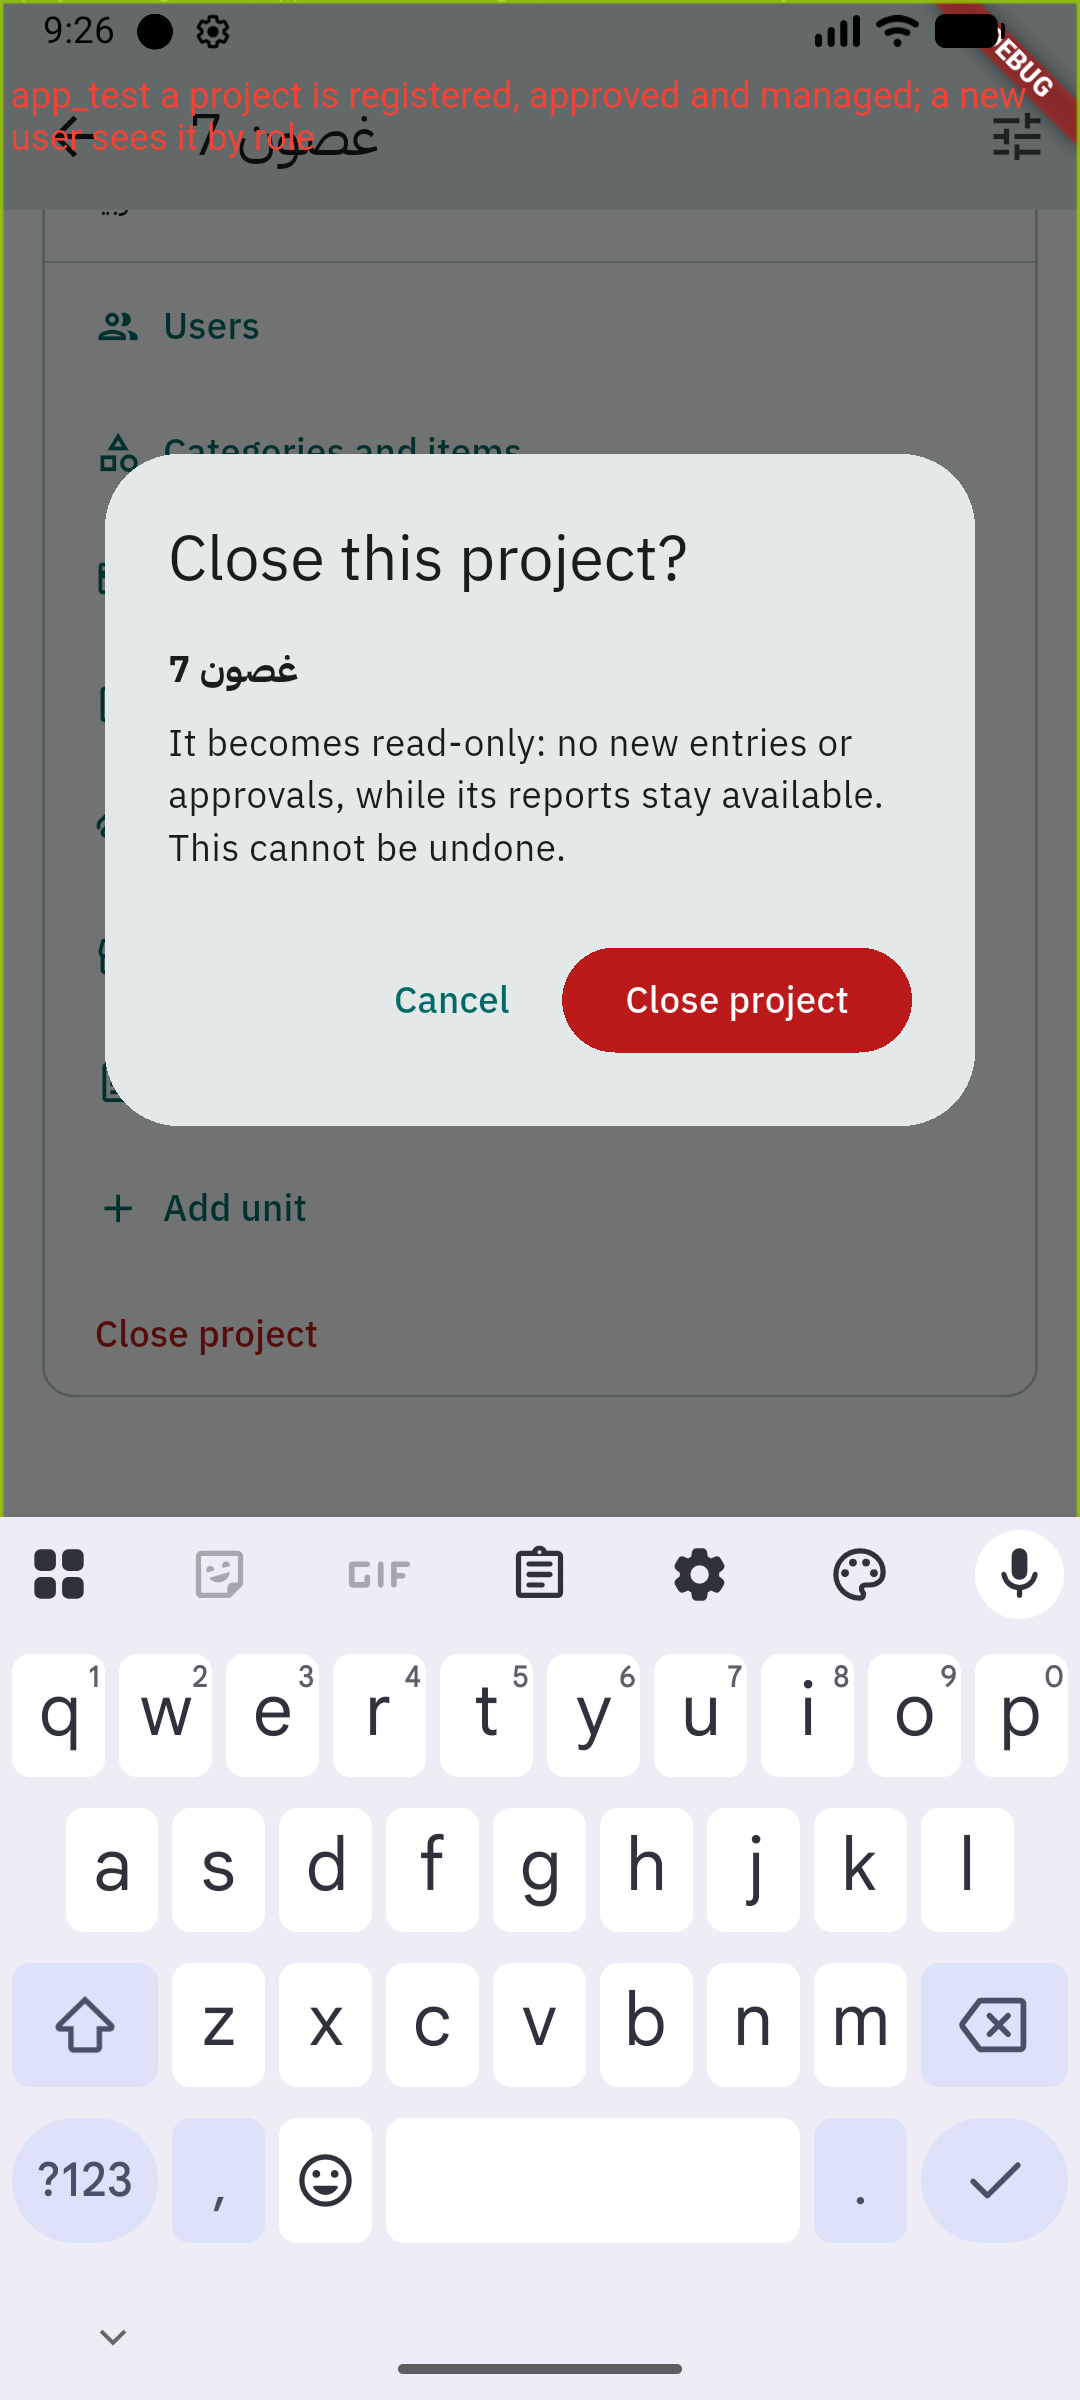 9:26
DEBUG
app_test a project is registered, approved and managed; a new
user sees it by role
غصون 7
Users
Categories and items
Close this project?
غصون 7
It becomes read-only: no new entries or
approvals, while its reports stay available.
This cannot be undone.
Cancel
Close project
Add unit
Close project
GIF
1 2 3 4 5 6 7 8 9 0
q w e r t y u i o p
a s d f g h j k l
z x c v b n m
?123 , .